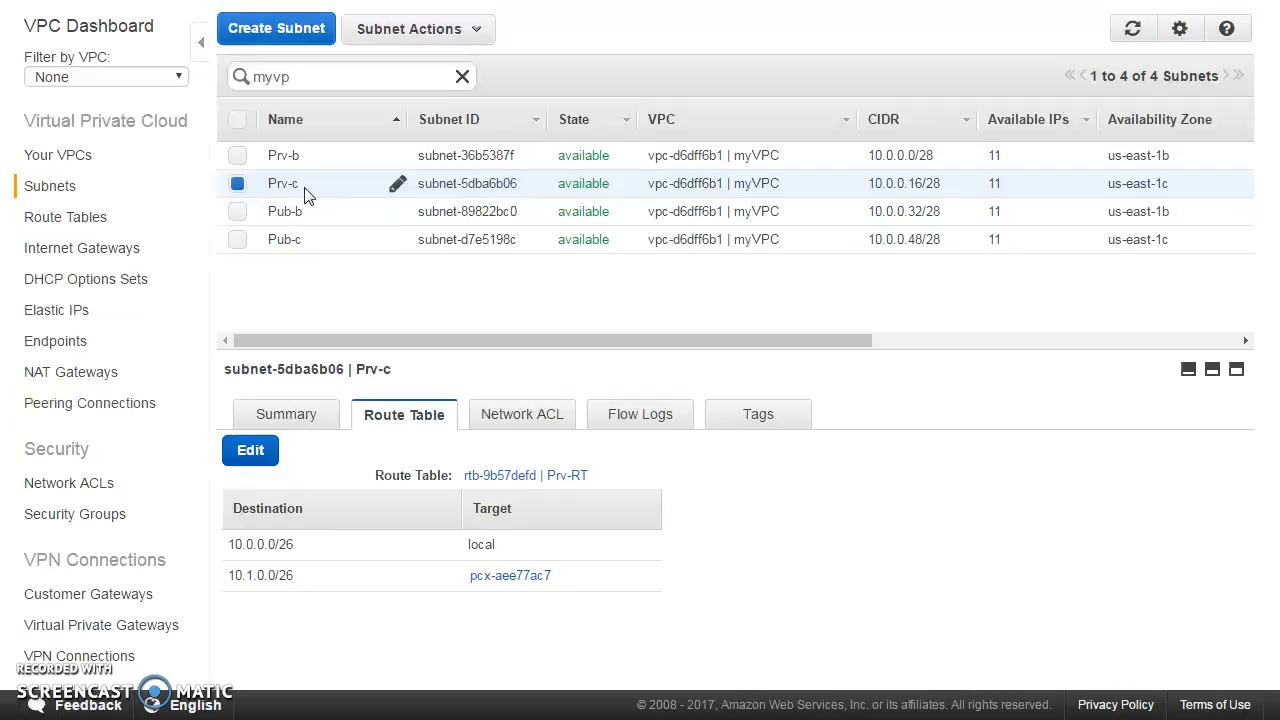 VPC Dashboard
Filter by VPC:
None
Virtual Private Cloud
Your VPCs
Subnets
Route Tables
Internet Gateways
DHCP Options Sets
Elastic IPs
Endpoints
NAT Gateways
Peering Connections
Security
Network ACLs
Security Groups
VPN Connections
Customer Gateways
Virtual Private Gateways
VPN Connections
Create Subnet Subnet Actions
myvp 1 to 4 of 4 Subnets
Name Subnet ID State VPC CIDR Available IPs Availability Zone
Prv-b subnet-36b5387f available vpc-d6dff6b1 | myVPC 10.0.0.0/28 11 us-east-1b
Prv-c subnet-5dba6b06 available vpc-d6dff6b1 | myVPC 10.0.0.16/28 11 us-east-1c
Pub-b subnet-89822bc0 available vpc-d6dff6b1 | myVPC 10.0.0.32/28 11 us-east-1b
Pub-c subnet-d7e5198c available vpc-d6dff6b1 | myVPC 10.0.0.48/28 11 us-east-1c
subnet-5dba6b06 | Prv-c
Summary Route Table Network ACL Flow Logs Tags
Edit
Route Table: rtb-9b57defd | Prv-RT
Destination Target
10.0.0.0/26 local
10.1.0.0/26 pcx-aee77ac7
RECORDED WITH
SCREENCAST MATIC
Feedback English © 2008 - 2017, Amazon Web Services, Inc. or its affiliates. All rights reserved. Privacy Policy Terms of Use